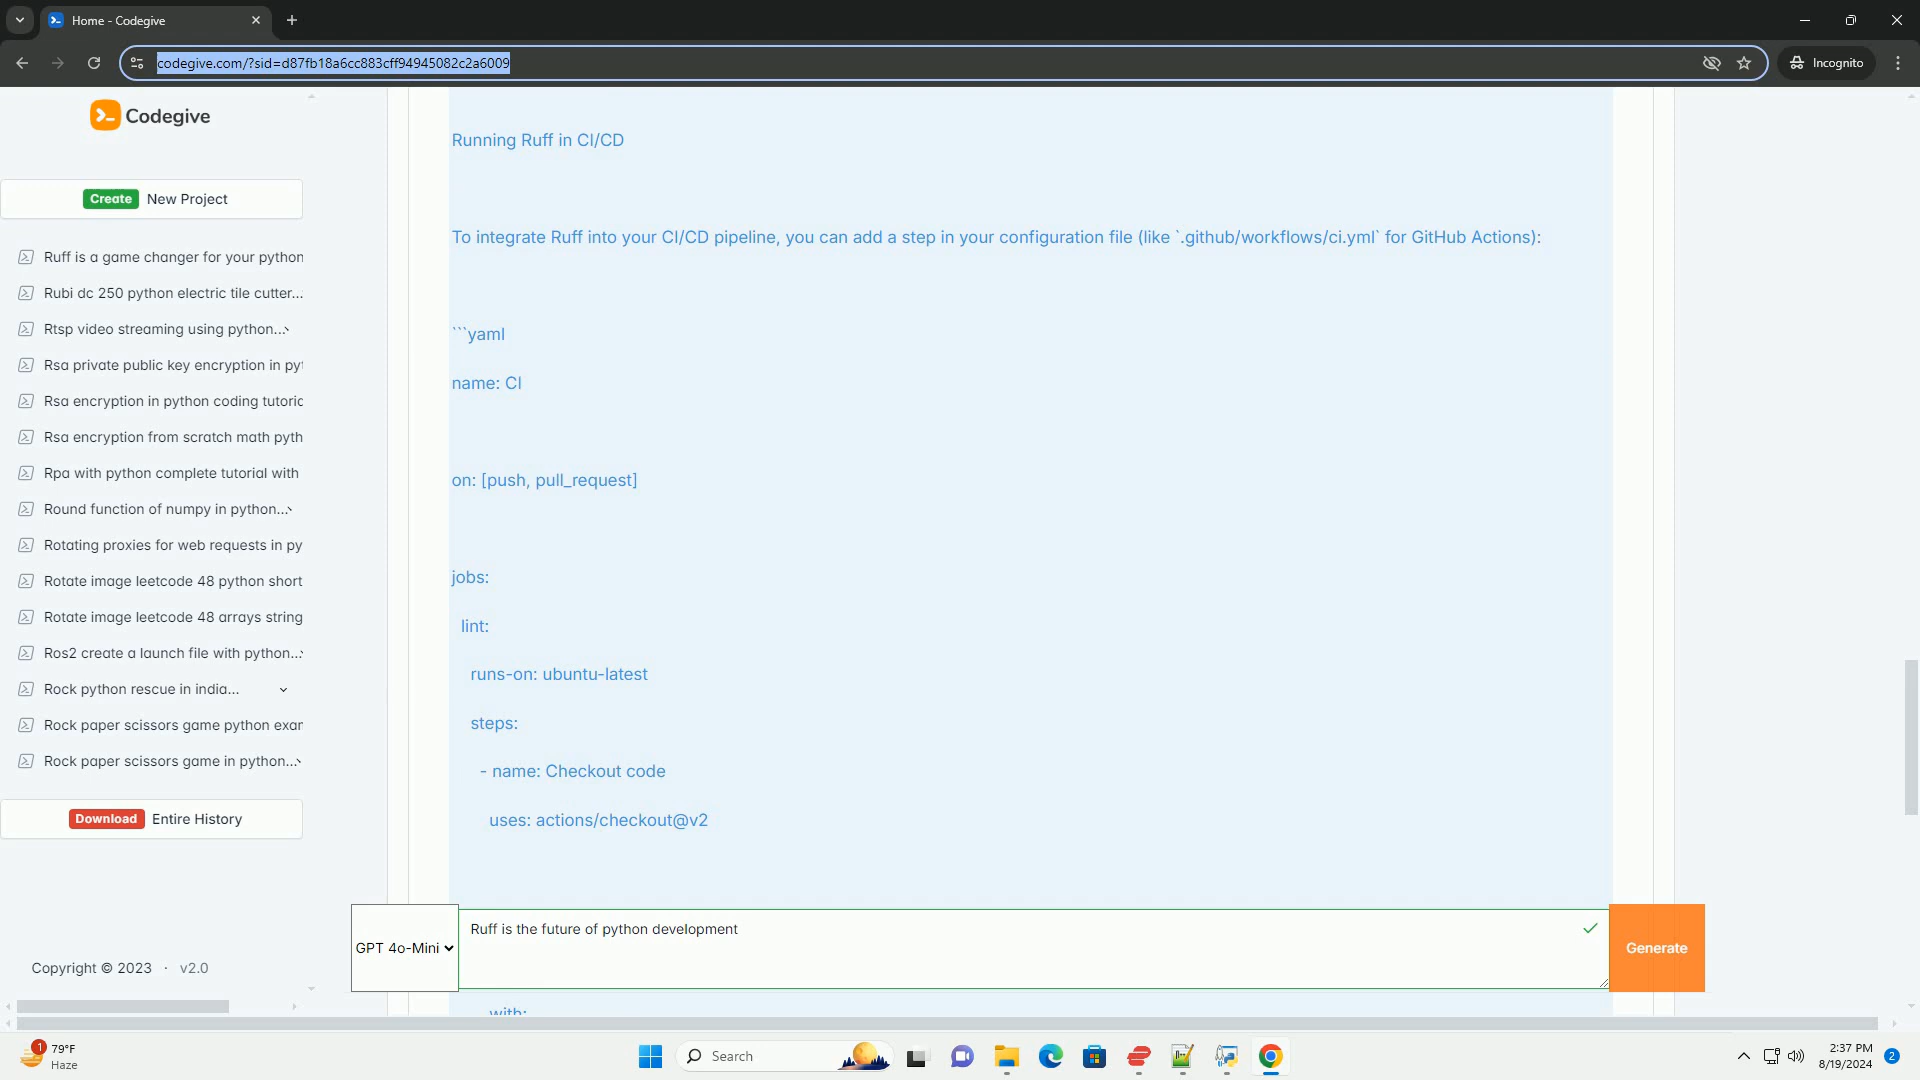 Home - Codegive
codegive.com/?sid=d87fb18a6cc883cff94945082c2a6009
Incognito
Codegive
Create New Project
Ruff is a game changer for your python
Rubi dc 250 python electric tile cutter...
Rtsp video streaming using python...
Rsa private public key encryption in pyt
Rsa encryption in python coding tutoria
Rsa encryption from scratch math pyth
Rpa with python complete tutorial with
Round function of numpy in python...
Rotating proxies for web requests in py
Rotate image leetcode 48 python short
Rotate image leetcode 48 arrays string
Ros2 create a launch file with python...
Rock python rescue in india...
Rock paper scissors game python exar
Rock paper scissors game in python...
Download Entire History
Copyright © 2023 · v2.0
Running Ruff in CI/CD
To integrate Ruff into your CI/CD pipeline, you can add a step in your configuration file (like `.github/workflows/ci.yml` for GitHub Actions):
```yaml
name: CI
on: [push, pull_request]
jobs:
lint:
runs-on: ubuntu-latest
steps:
- name: Checkout code
uses: actions/checkout@v2
GPT 4o-Mini
Ruff is the future of python development
Generate
with:
1
79°F
Haze
Search
2:37 PM
8/19/2024
2